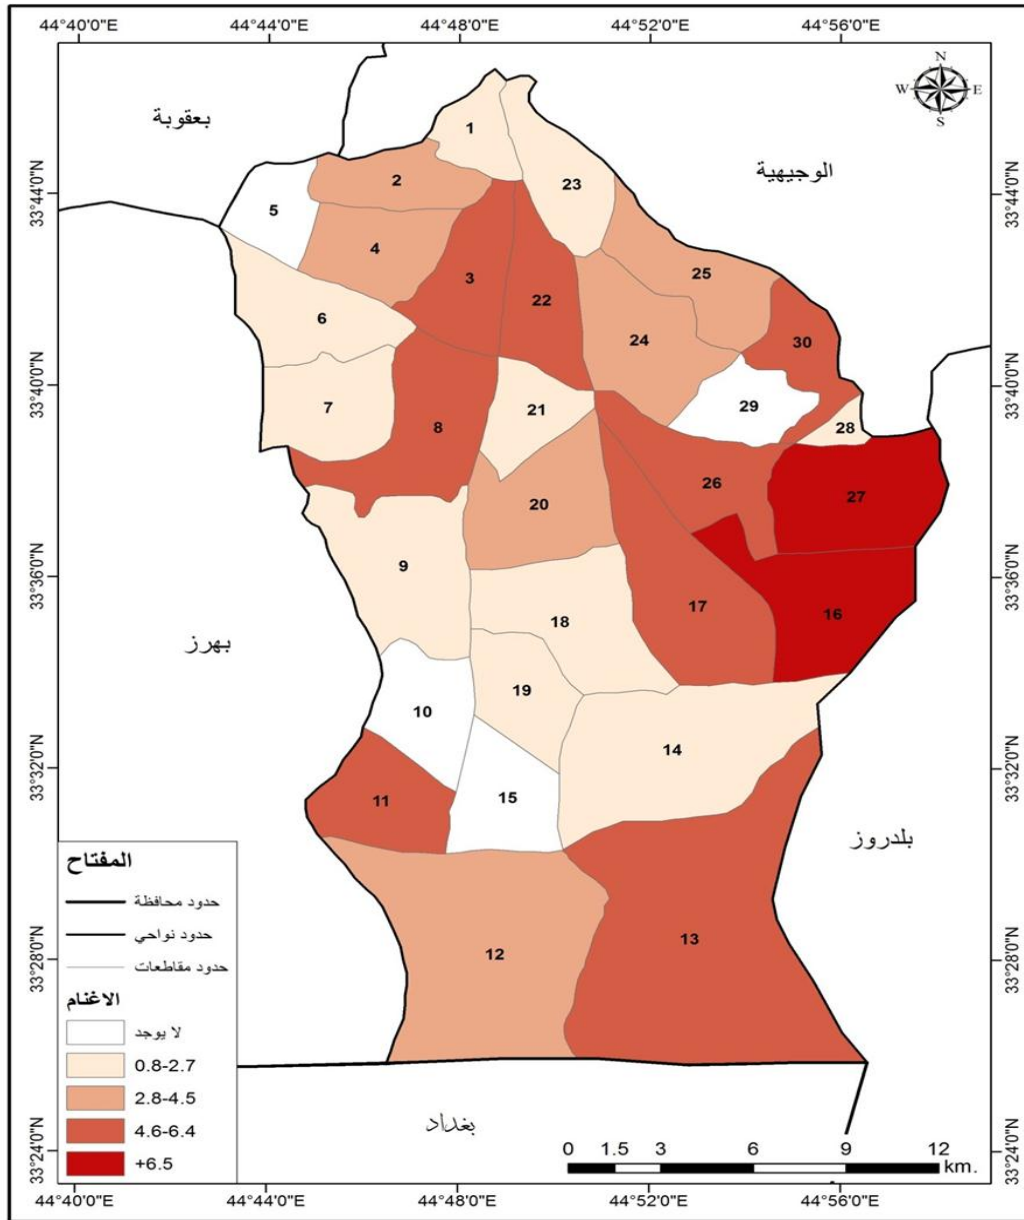 44°40'0"E 44°44'0"E 44°48'0"E 44°52'0"E 44°56'0"E
N
W E
S
بعقوبة
الوجيهية
1
2
23
5
4
3
22
25
24
6
30
29
7
8
21
28
26
27
20
9
17
16
18
19
10
14
11
15
12
13
بهرز
بلدروز
بغداد
33°44'0"N
33°40'0"N
33°36'0"N
33°32'0"N
33°28'0"N
33°24'0"N
33°44'0"N
33°40'0"N
33°36'0"N
33°32'0"N
33°28'0"N
33°24'0"N
المفتاح
حدود محافظة
حدود نواحي
حدود مقاطعات
الاغنام
لا يوجد
0.8-2.7
2.8-4.5
4.6-6.4
+6.5
0 1.5 3 6 9 12
km.
44°40'0"E 44°44'0"E 44°48'0"E 44°52'0"E 44°56'0"E